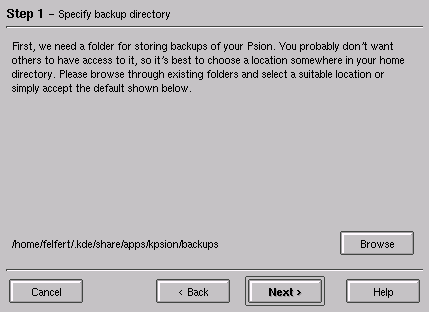 Step 1 – Specify backup directory
First, we need a folder for storing backups of your Psion. You probably don't want
others to have access to it, so it's best to choose a location somewhere in your home
directory. Please browse through existing folders and select a suitable location or
simply accept the default shown below.
/home/felfert/.kde/share/apps/kpsion/backups
Browse
Cancel
< Back
Next >
Help